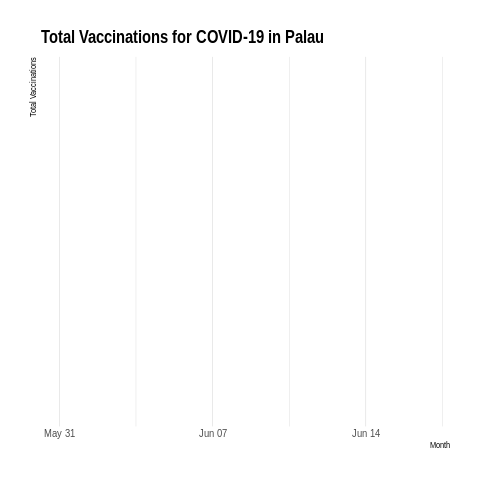 Total Vaccinations for COVID-19 in Palau
Total Vaccinations
May 31
Jun 07
Jun 14
Month